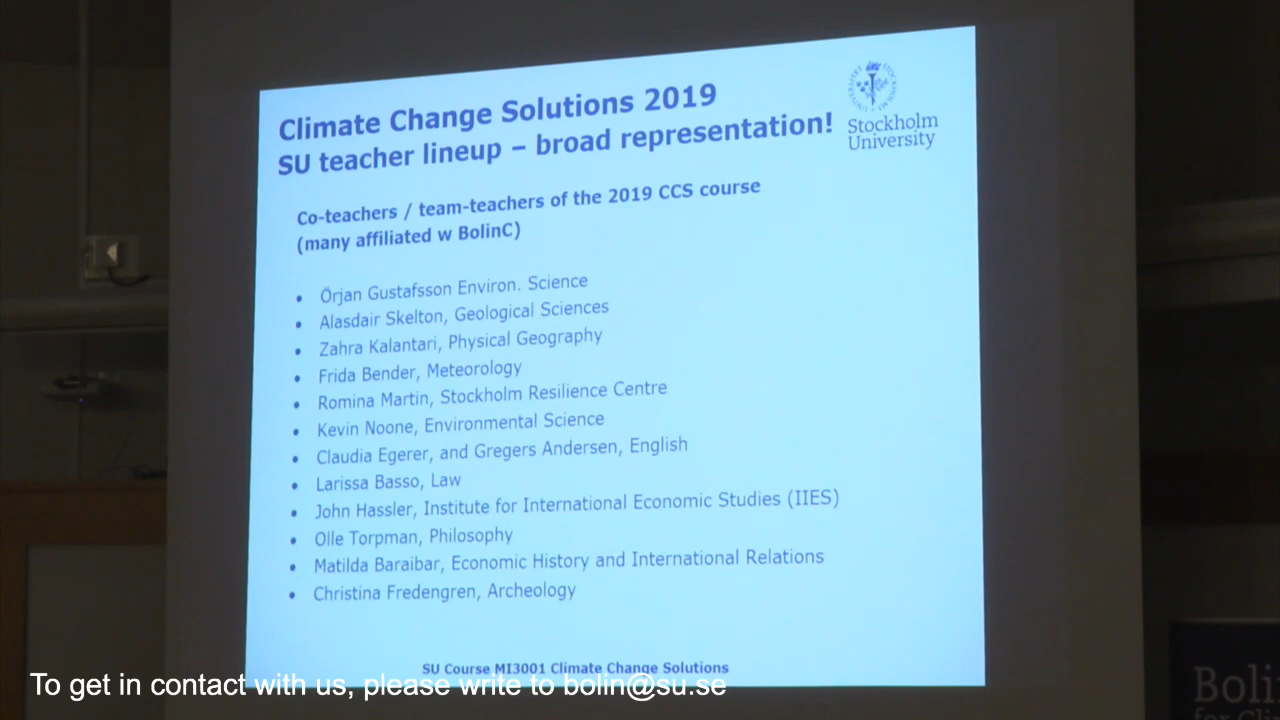 Climate Change Solutions 2019
SU teacher lineup – broad representation!
Stockholm
University
Co-teachers / team-teachers of the 2019 CCS course
(many affiliated w BolinC)
• Örjan Gustafsson Environ. Science
• Alasdair Skelton, Geological Sciences
• Zahra Kalantari, Physical Geography
• Frida Bender, Meteorology
• Romina Martin, Stockholm Resilience Centre
• Kevin Noone, Environmental Science
• Claudia Egerer, and Gregers Andersen, English
• Larissa Basso, Law
• John Hassler, Institute for International Economic Studies (IIES)
• Olle Torpman, Philosophy
• Matilda Baraibar, Economic History and International Relations
• Christina Fredengren, Archeology
SU Course MI3001 Climate Change Solutions
To get in contact with us, please write to bolin@su.se
Boli